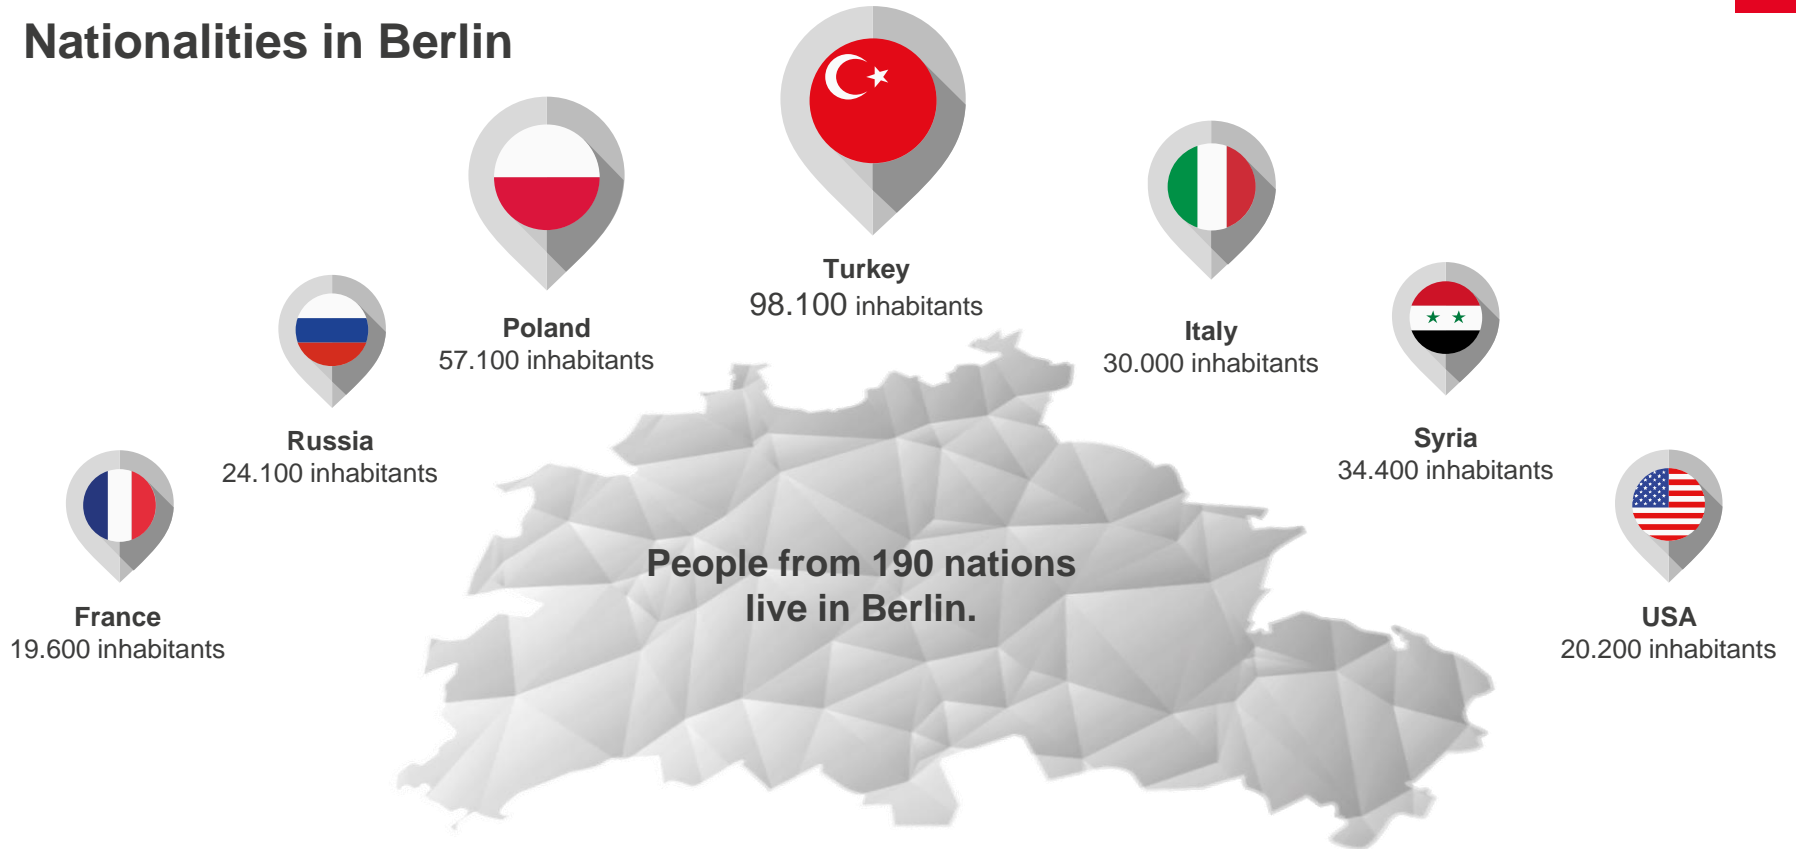 Nationalities in Berlin
Turkey
98.100 inhabitants
Poland
57.100 inhabitants
Italy
30.000 inhabitants
Russia
24.100 inhabitants
Syria
34.400 inhabitants
France
19.600 inhabitants
USA
20.200 inhabitants
People from 190 nations
live in Berlin.